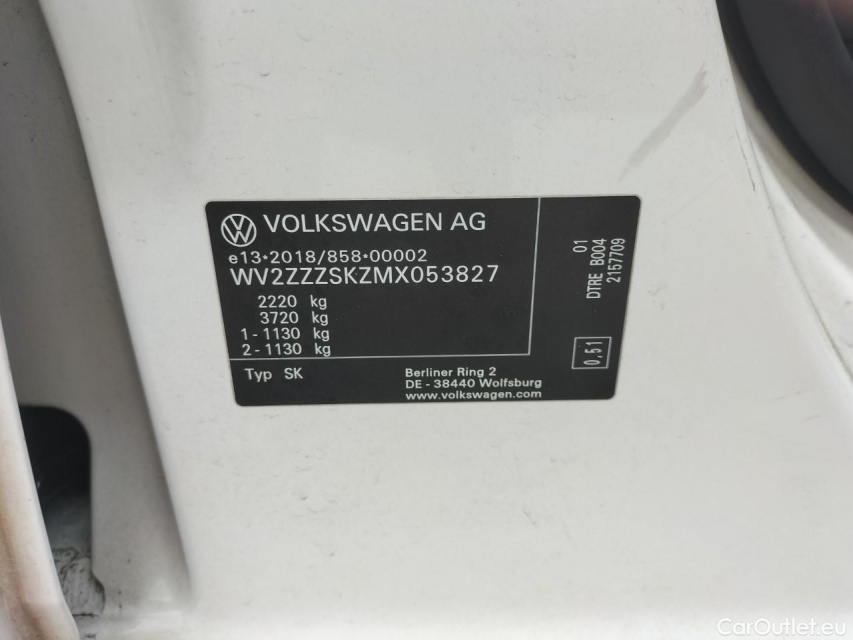 VOLKSWAGEN AG
e13*2018/858*00002
WV2ZZZSKZMX053827
2220 kg
3720 kg
1 - 1130 kg
2 - 1130 kg
Typ SK
Berliner Ring 2
DE - 38440 Wolfsburg
www.volkswagen.com
01
DTRE B004
2157709
0,51
CarOutlet.eu